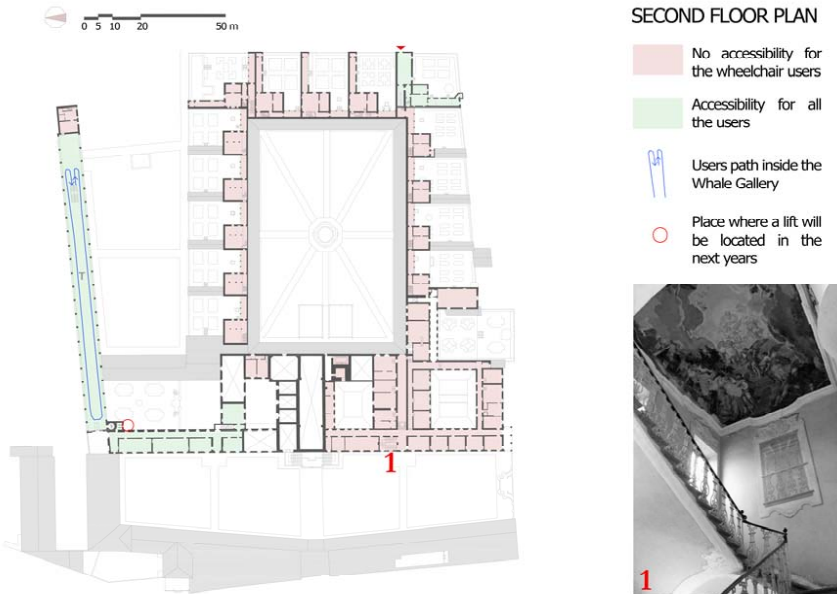 0 5 10 20 50 m
SECOND FLOOR PLAN
No accessibility for
the wheelchair users
Accessibility for all
the users
Users path inside the
Whale Gallery
Place where a lift will
be located in the
next years
1
1